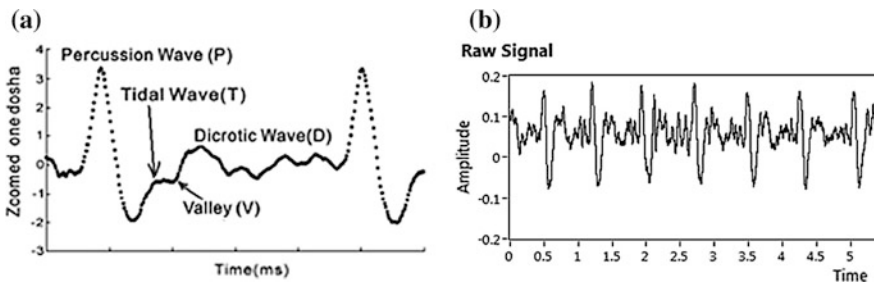 (a)
Percussion Wave (P)
Tidal Wave(T)
Dicrotic Wave(D)
Valley (V)
Zcomed one dosha
4
3
2
1
0
-1
-2
-3
Time(ms)
(b)
Raw Signal
Amplitude
0.2
0.1
0
-0.1
-0.2
0 0.5 1 1.5 2 2.5 3 3.5 4 4.5 5
Time